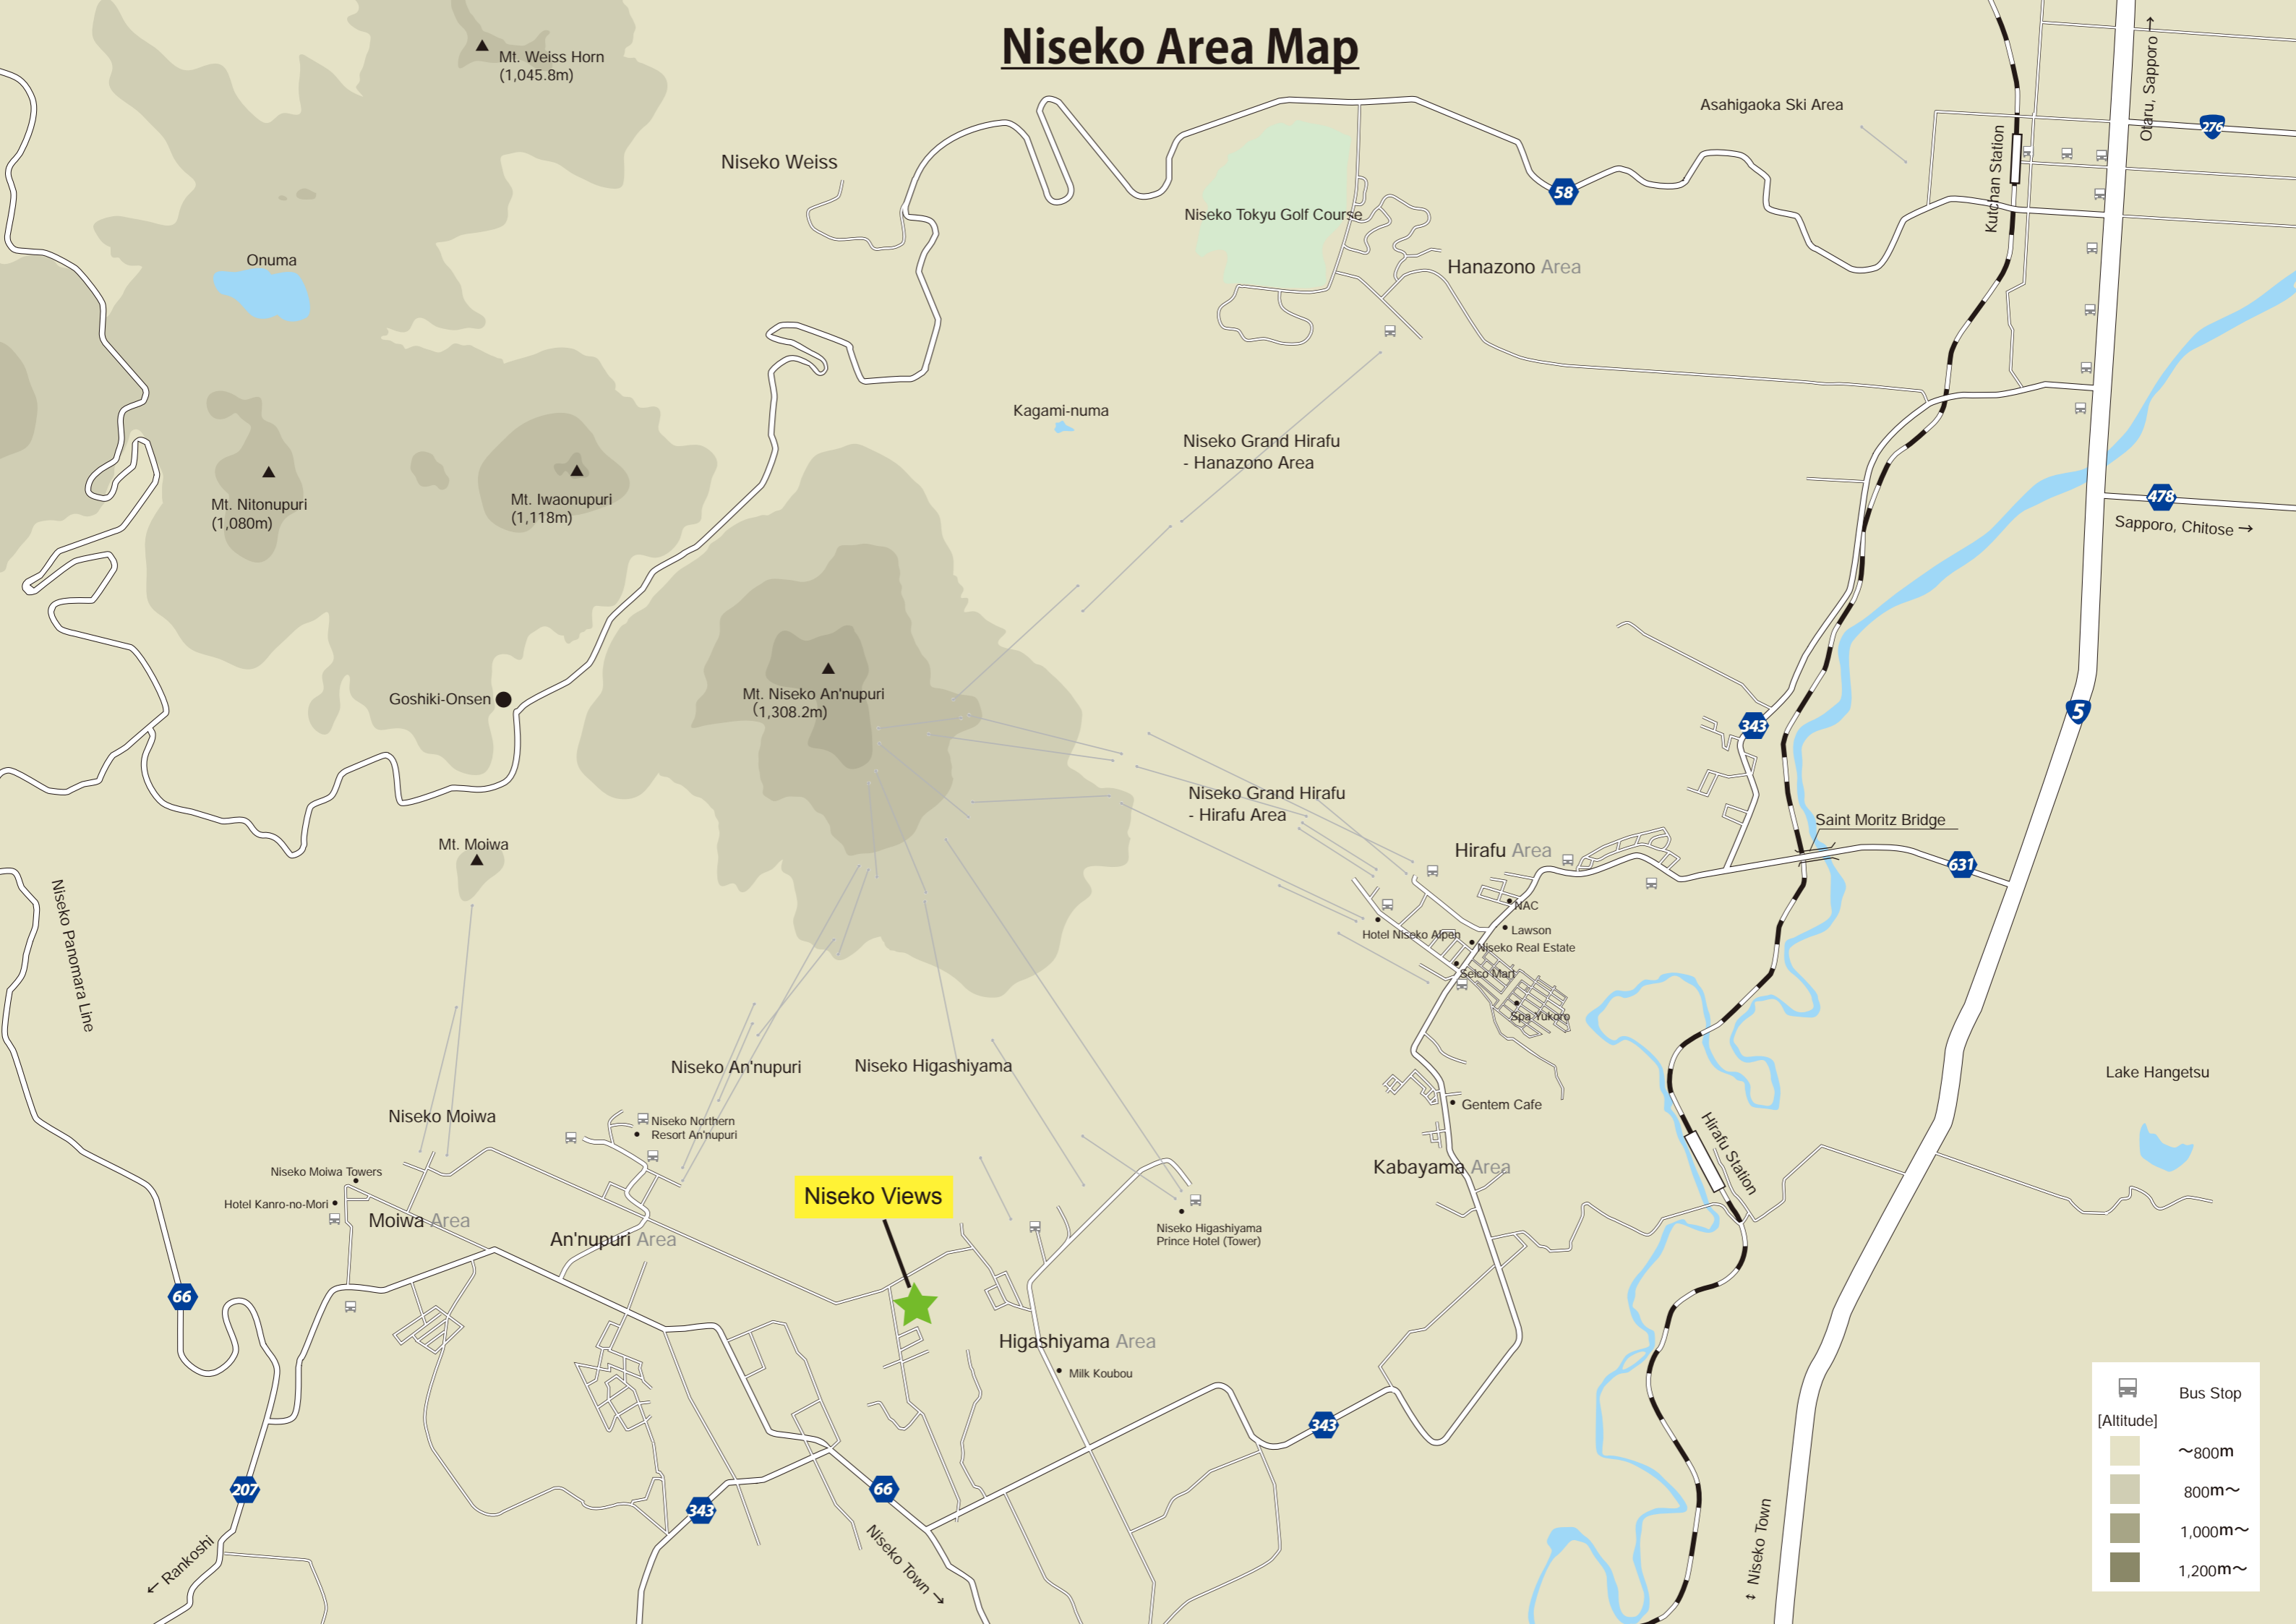 Niseko Area Map
Mt. Weiss Horn
(1,045.8m)
Asahigaoka Ski Area
Otaru, Sapporo →
276
Niseko Weiss
Kutchan Station
58
Niseko Tokyu Golf Course
Hanazono Area
Onuma
Kagami-numa
Niseko Grand Hirafu
- Hanazono Area
Mt. Nitonupuri
(1,080m)
Mt. Iwaonupuri
(1,118m)
478
Sapporo, Chitose →
Goshiki-Onsen
Mt. Niseko An'nupuri
(1,308.2m)
343
5
Niseko Grand Hirafu
- Hirafu Area
Saint Moritz Bridge
Mt. Moiwa
Hirafu Area
631
Niseko Panomara Line
NAC
Hotel Niseko Alpen
Lawson
Niseko Real Estate
Seico Mart
Spa Yukoro
Niseko An'nupuri
Niseko Higashiyama
Lake Hangetsu
Niseko Moiwa
Gentem Cafe
Niseko Northern
Resort An'nupuri
Hirafu Station
Niseko Moiwa Towers
Kabayama Area
Hotel Kanro-no-Mori
Niseko Views
Moiwa Area
An'nupuri Area
Niseko Higashiyama
Prince Hotel (Tower)
66
Higashiyama Area
Milk Koubou
343
207
343
66
← Rankoshi
Niseko Town →
Niseko Town
Bus Stop
[Altitude]
～800m
800m～
1,000m～
1,200m～